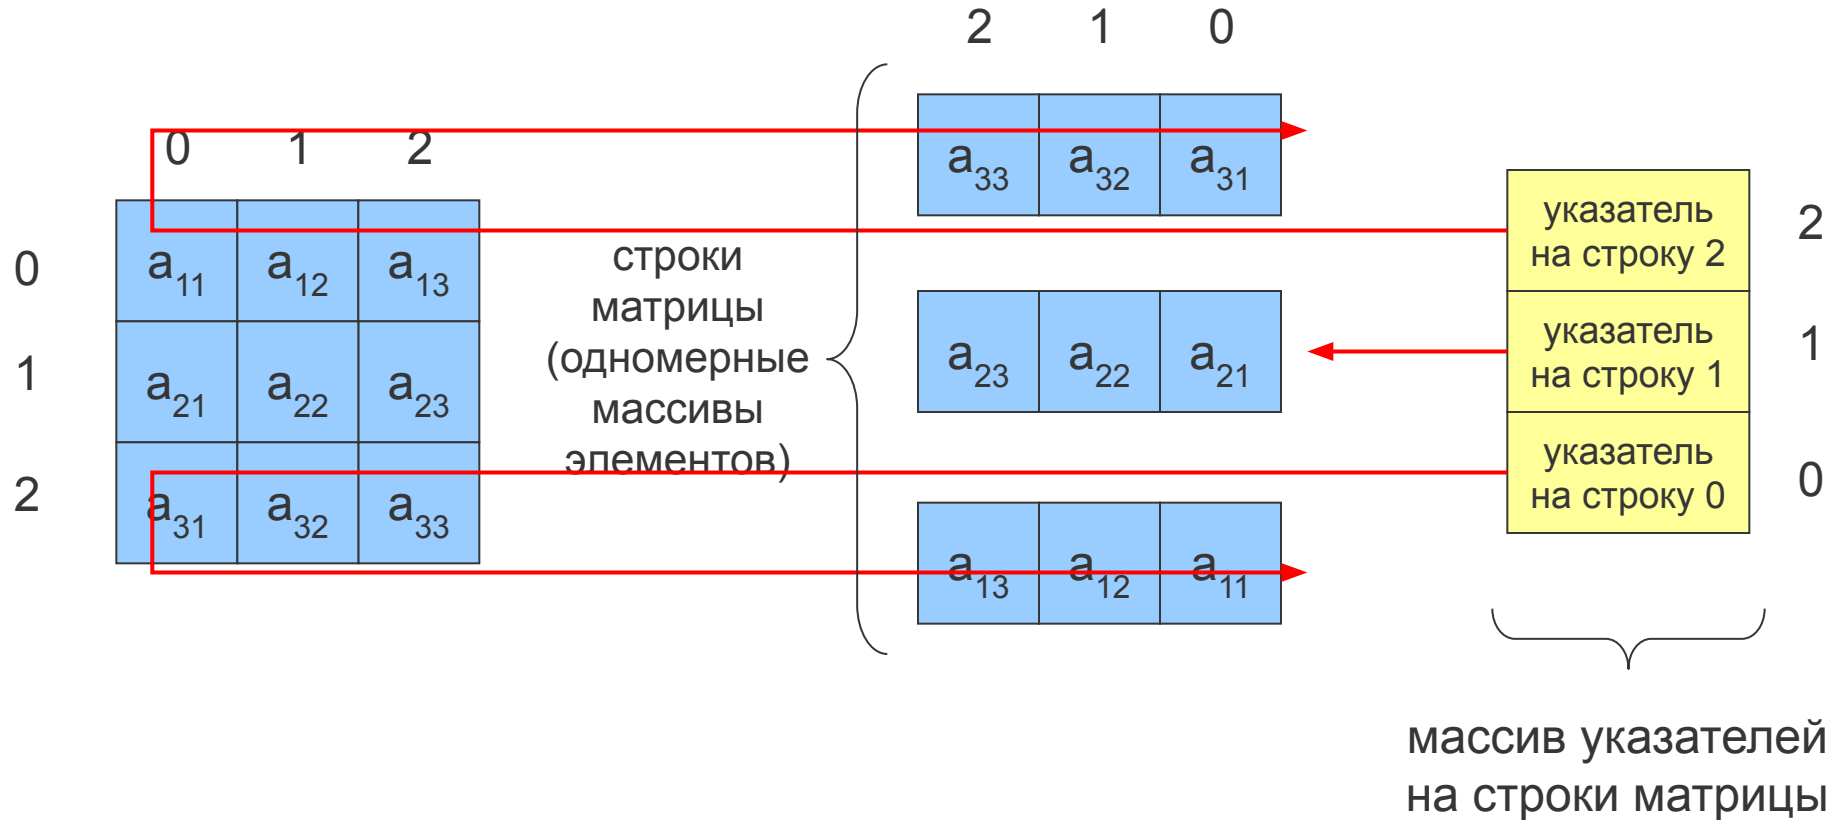 2 1 0
0 1 2
a33 a32 a31
указатель
на строку 2
2
0
a11 a12 a13
строки
матрицы
(одномерные
массивы
элементов)
1
a21 a22 a23
a23 a22 a21
указатель
на строку 1
1
2
a31 a32 a33
указатель
на строку 0
0
a13 a12 a11
массив указателей
на строки матрицы